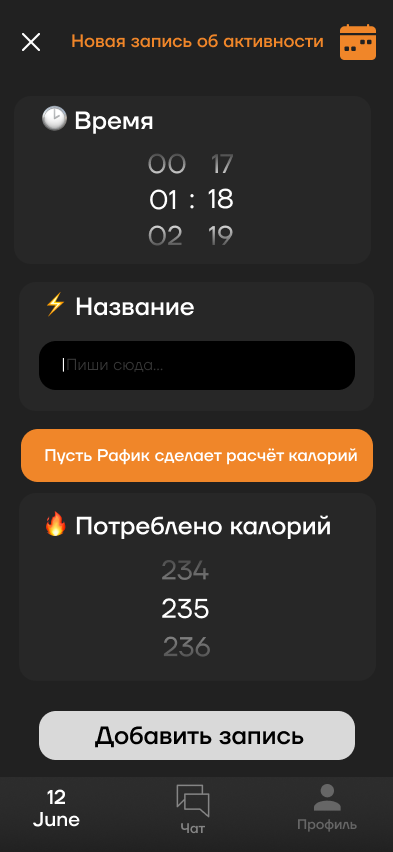 Новая запись об активности
Время
00 17
01 : 18
02 19
Название
Пиши сюда...
Пусть Рафик сделает расчёт калорий
Потреблено калорий
234
235
236
Добавить запись
12
June
Чат
Профиль